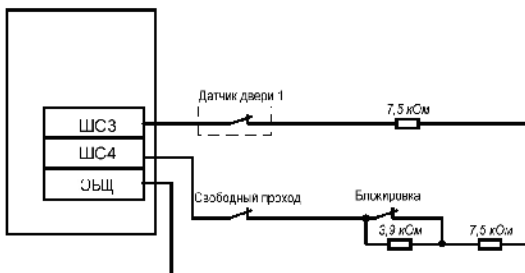 Датчик двери 1
7,5 кОм
ШС3
ШС4
ОБЩ
Свободный проход
Блокировка
3,9 кОм
7,5 кОм